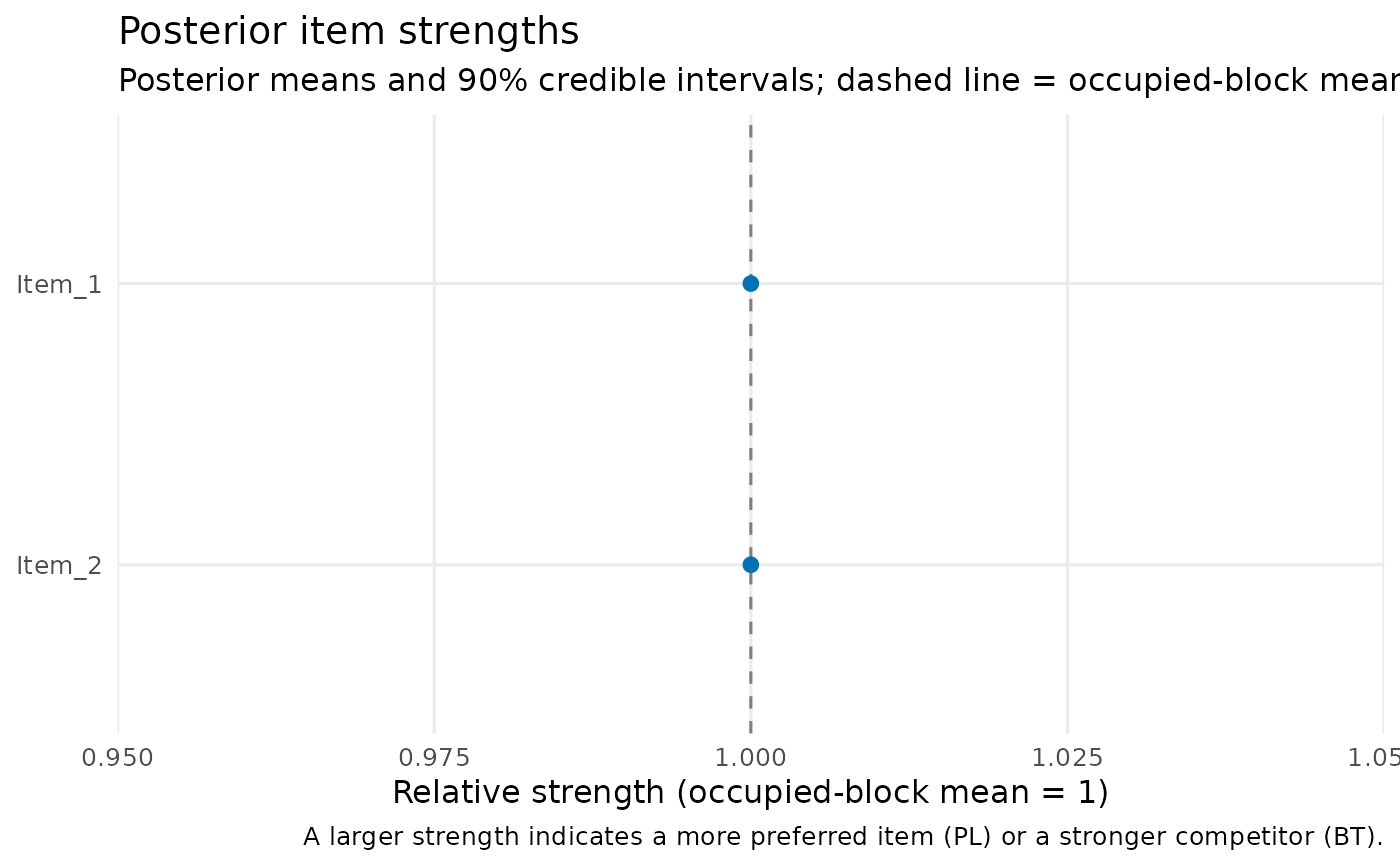 Posterior item strengths
Posterior means and 90% credible intervals; dashed line = occupied-block mean
Item_1
Item_2
0.950 0.975 1.000 1.025 1.05
Relative strength (occupied-block mean = 1)
A larger strength indicates a more preferred item (PL) or a stronger competitor (BT).